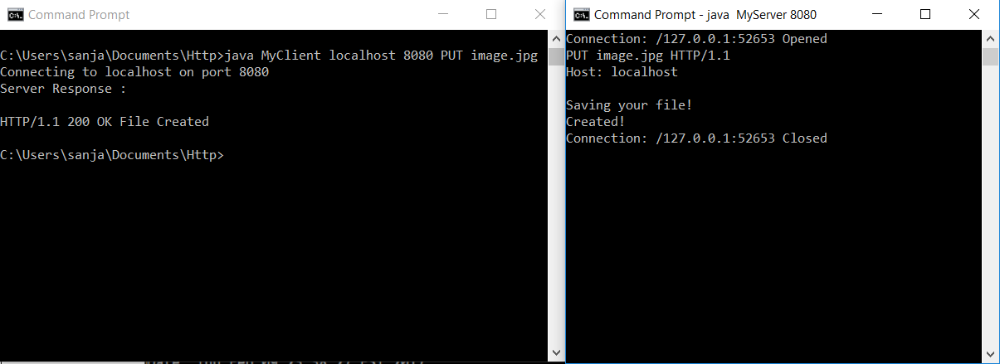 Command Prompt
C:\Users\sanja\Documents\Http>java MyClient localhost 8080 PUT image.jpg
Connecting to localhost on port 8080
Server Response :
HTTP/1.1 200 OK File Created
C:\Users\sanja\Documents\Http>
Command Prompt - java  MyServer 8080
Connection: /127.0.0.1:52653 Opened
PUT image.jpg HTTP/1.1
Host: localhost
Saving your file!
Created!
Connection: /127.0.0.1:52653 Closed